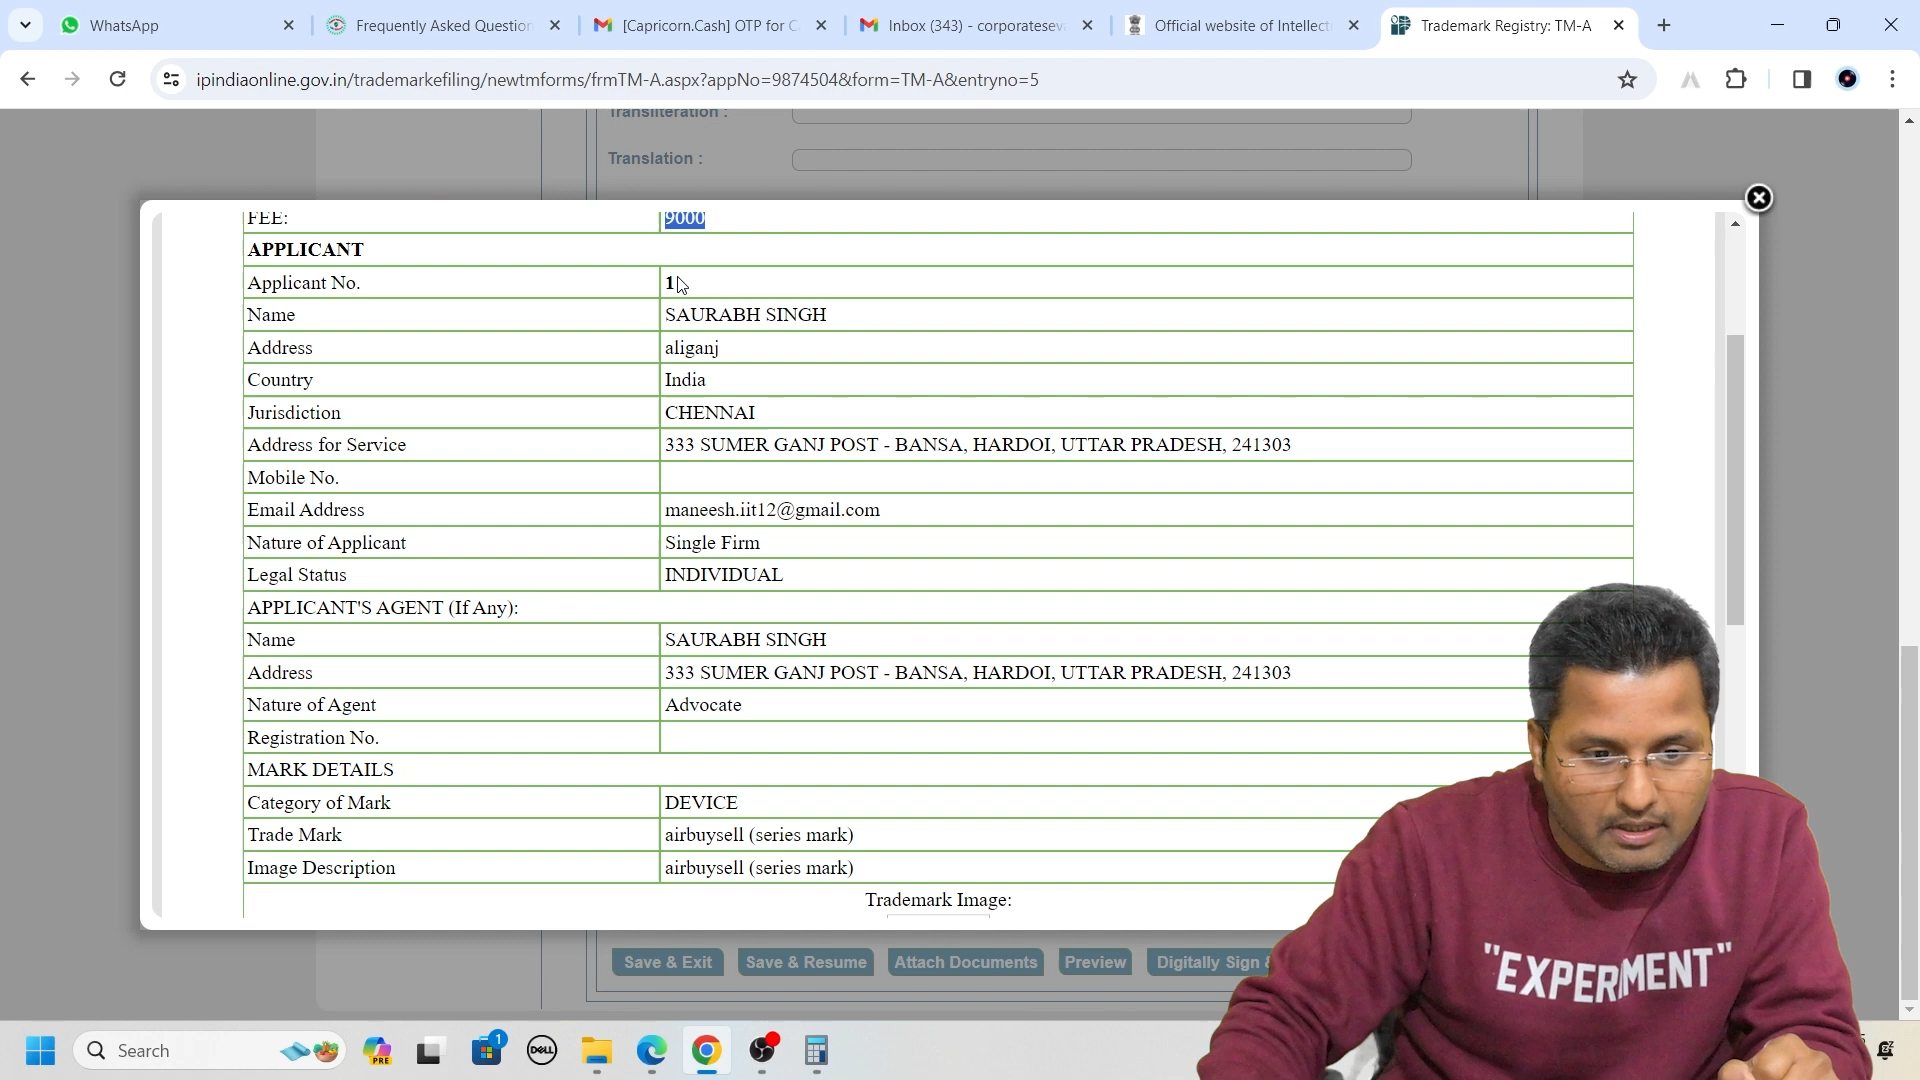 WhatsApp
Frequently Asked Question
[Capricorn.Cash] OTP for C
Inbox (343) - corporateseva
Official website of Intellect
Trademark Registry: TM-A
ipindiaonline.gov.in/trademarkefiling/newtmforms/frmTM-A.aspx?appNo=9874504&form=TM-A&entryno=5
Transliteration :
Translation :
FEE: 9000
APPLICANT
Applicant No. 1
Name SAURABH SINGH
Address aliganj
Country India
Jurisdiction CHENNAI
Address for Service 333 SUMER GANJ POST - BANSA, HARDOI, UTTAR PRADESH, 241303
Mobile No.
Email Address maneesh.iit12@gmail.com
Nature of Applicant Single Firm
Legal Status INDIVIDUAL
APPLICANT'S AGENT (If Any):
Name SAURABH SINGH
Address 333 SUMER GANJ POST - BANSA, HARDOI, UTTAR PRADESH, 241303
Nature of Agent Advocate
Registration No.
MARK DETAILS
Category of Mark DEVICE
Trade Mark airbuysell (series mark)
Image Description airbuysell (series mark)
Trademark Image:
Save & Exit
Save & Resume
Attach Documents
Preview
Digitally Sign &
"EXPERIMENT"
Search
PRE
1
DELL